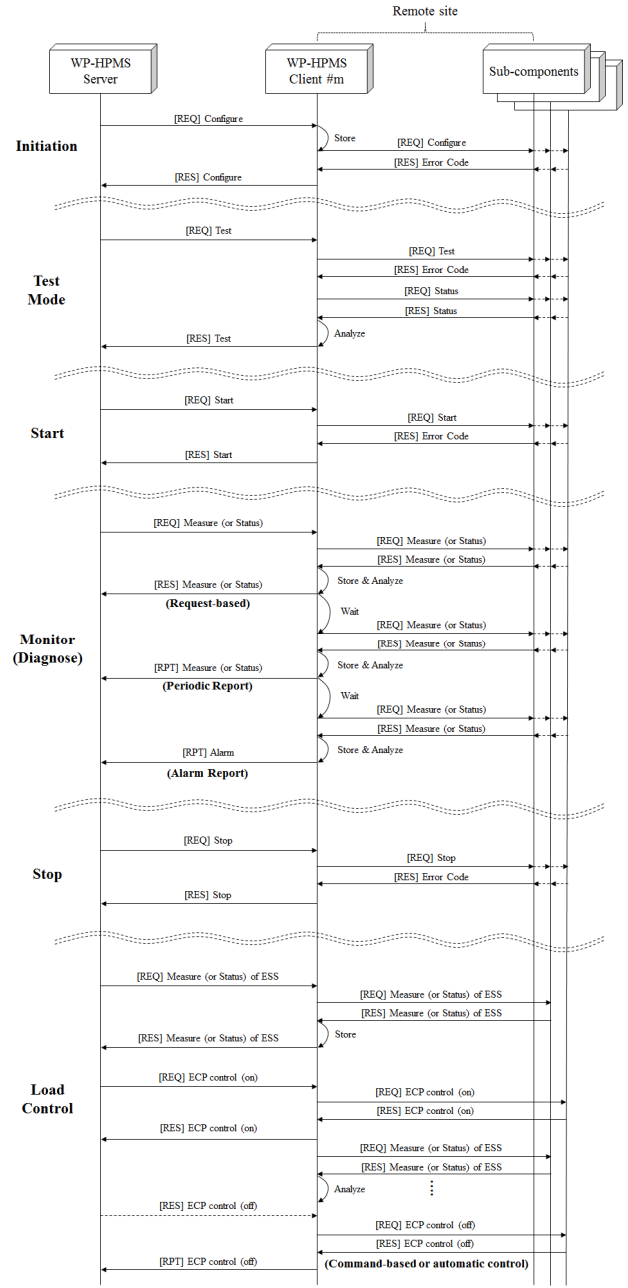 Remote site
WP-HPMS
Server
WP-HPMS
Client #m
Sub-components
Initiation
[REQ] Configure
Store
[REQ] Configure
[RES] Error Code
[RES] Configure
Test
Mode
[REQ] Test
[REQ] Test
[RES] Error Code
[REQ] Status
[RES] Status
Analyze
[RES] Test
Start
[REQ] Start
[REQ] Start
[RES] Error Code
[RES] Start
Monitor
(Diagnose)
[REQ] Measure (or Status)
[REQ] Measure (or Status)
[RES] Measure (or Status)
Store & Analyze
[RES] Measure (or Status)
(Request-based)
Wait
[REQ] Measure (or Status)
[RES] Measure (or Status)
Store & Analyze
[RPT] Measure (or Status)
(Periodic Report)
Wait
[REQ] Measure (or Status)
[RES] Measure (or Status)
Store & Analyze
[RPT] Alarm
(Alarm Report)
Stop
[REQ] Stop
[REQ] Stop
[RES] Error Code
[RES] Stop
Load
Control
[REQ] Measure (or Status) of ESS
[REQ] Measure (or Status) of ESS
[RES] Measure (or Status) of ESS
Store
[RES] Measure (or Status) of ESS
[REQ] ECP control (on)
[REQ] ECP control (on)
[RES] ECP control (on)
[RES] ECP control (on)
[REQ] Measure (or Status) of ESS
[RES] Measure (or Status) of ESS
Analyze
[RES] ECP control (off)
[REQ] ECP control (off)
[RES] ECP control (off)
[RPT] ECP control (off)
(Command-based or automatic control)